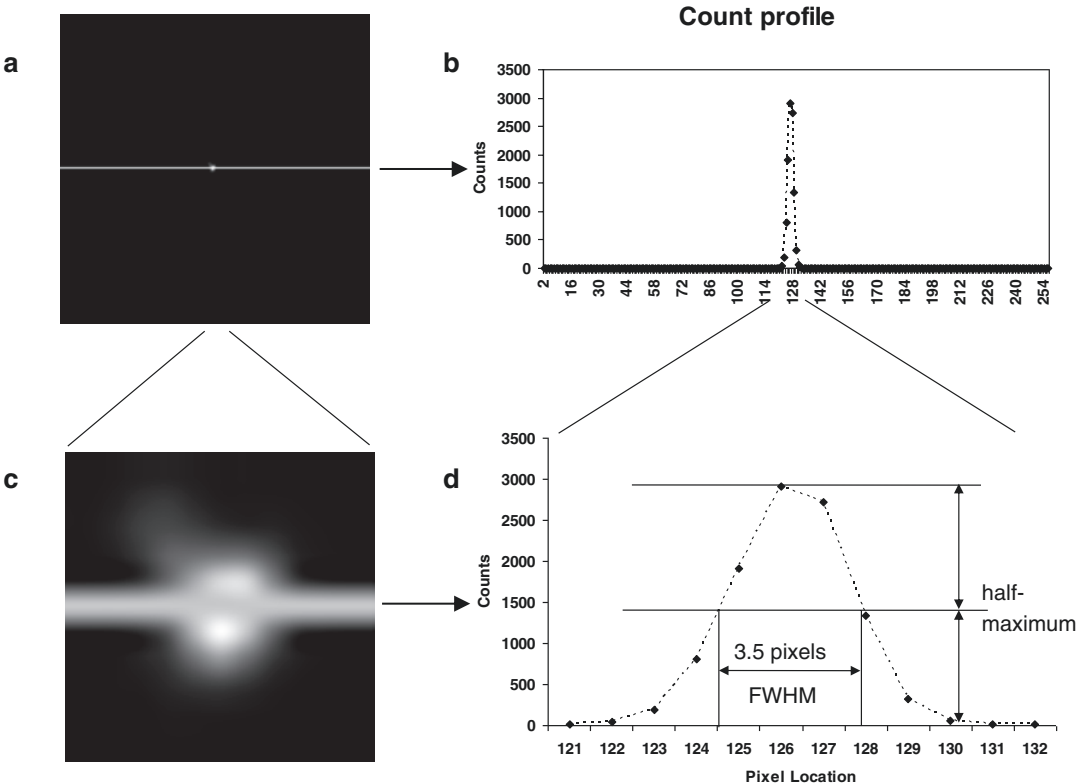 Count profile
a
b
3500
3000
2500
2000
1500
1000
500
0
Counts
2 16 30 44 58 72 86 100 114 128 142 156 170 184 198 212 226 240 254
c
d
3500
3000
2500
2000
1500
1000
500
0
Counts
half-
maximum
3.5 pixels
FWHM
121 122 123 124 125 126 127 128 129 130 131 132
Pixel Location